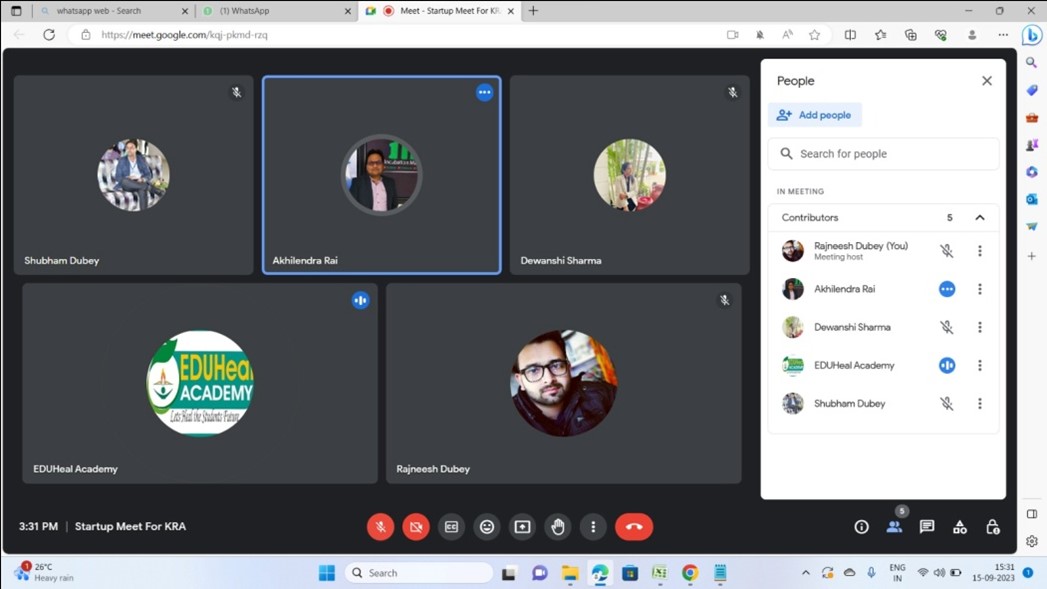 whatsapp web - Search
(1) WhatsApp
Meet - Startup Meet For KR
https://meet.google.com/kqj-pkmd-rzq
Shubham Dubey
Akhilendra Rai
Dewanshi Sharma
EDUHeal
ACADEMY
Lets Heal the Students Future
EDUHeal Academy
Rajneesh Dubey
People
Add people
Search for people
IN MEETING
Contributors 5
Rajneesh Dubey (You)
Meeting host
Akhilendra Rai
Dewanshi Sharma
EDUHeal Academy
Shubham Dubey
3:31 PM | Startup Meet For KRA
CC
5
1
26°C
Heavy rain
Search
ENG
IN
15:31
15-09-2023
1